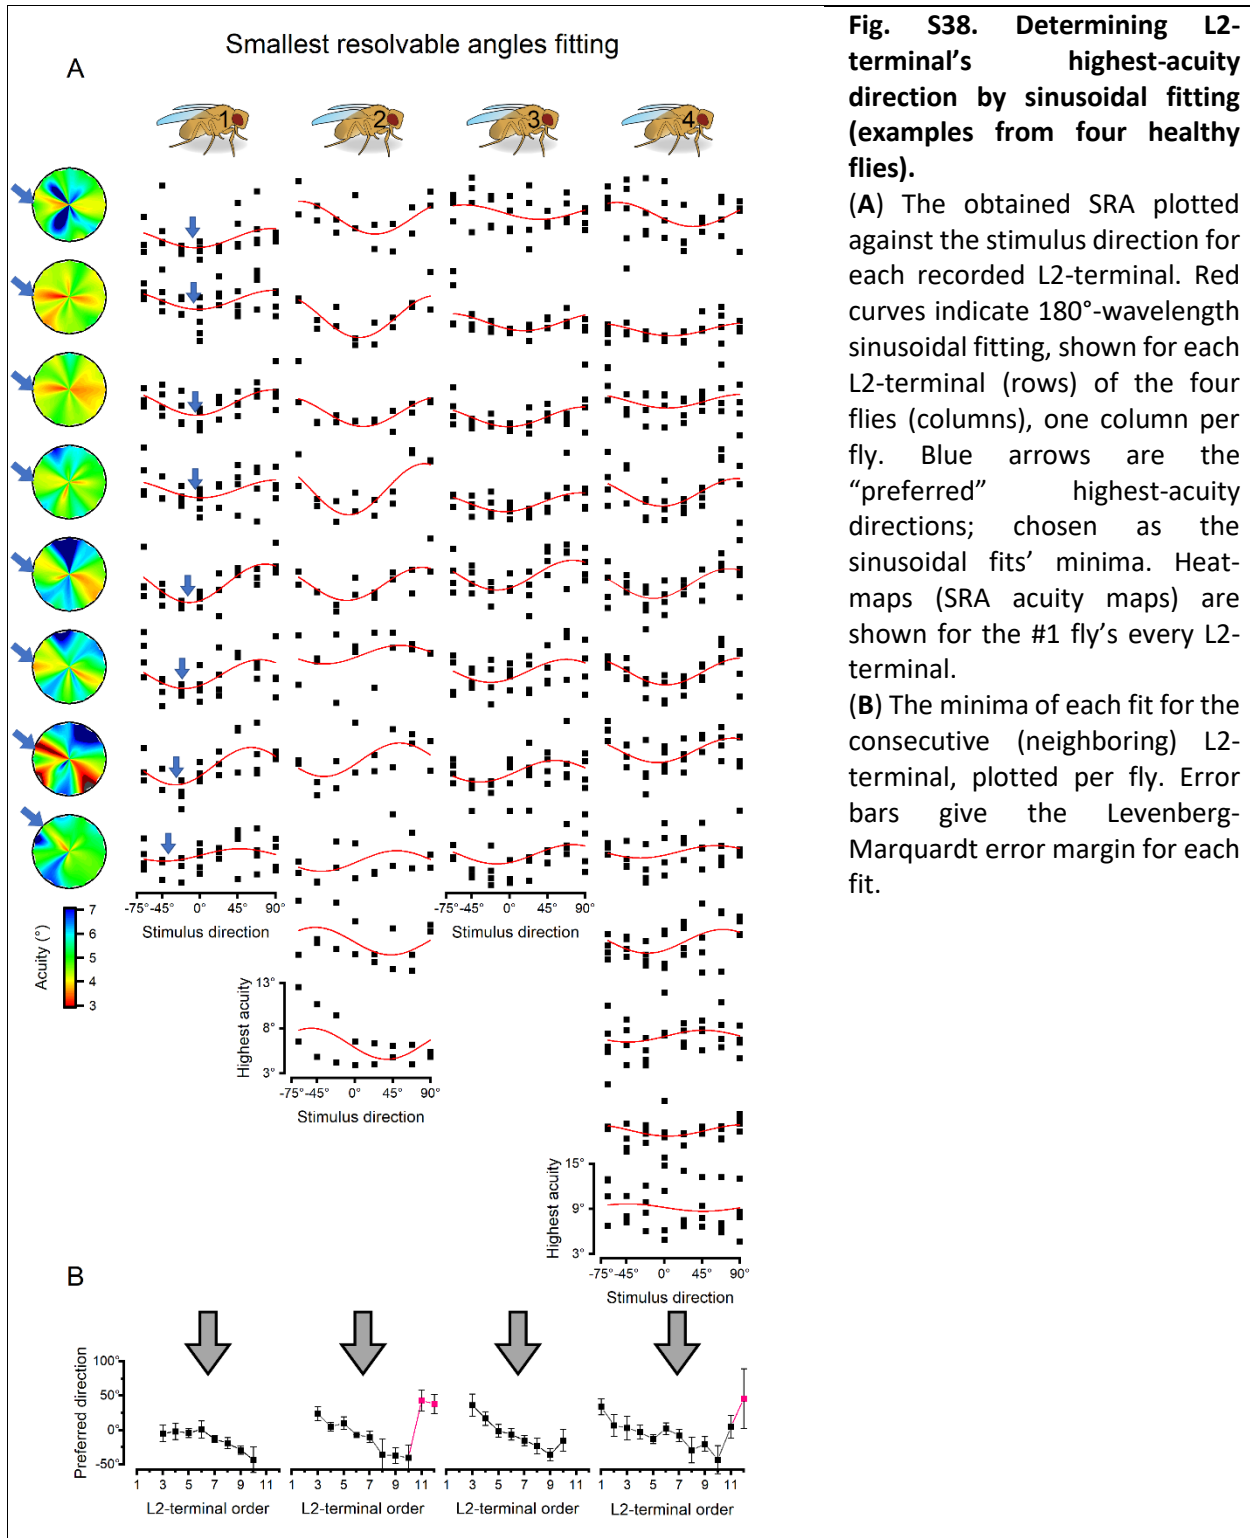 Smallest resolvable angles fitting
A
1
2
3
4
-75° -45° 0° 45° 90°
Stimulus direction
-75° -45° 0° 45° 90°
Stimulus direction
7
6
5
4
3
Acuity (°)
13°
8°
3°
Highest acuity
-75° -45° 0° 45° 90°
Stimulus direction
15°
9°
3°
Highest acuity
-75° -45° 0° 45° 90°
Stimulus direction
B
100°
50°
0°
-50°
Preferred direction
1 3 5 7 9 11
L2-terminal order
1 3 5 7 9 11
L2-terminal order
1 3 5 7 9 11
L2-terminal order
1 3 5 7 9 11
L2-terminal order
Fig. S38. Determining L2-
terminal’s highest-acuity
direction by sinusoidal fitting
(examples from four healthy
flies).
(A) The obtained SRA plotted
against the stimulus direction for
each recorded L2-terminal. Red
curves indicate 180°-wavelength
sinusoidal fitting, shown for each
L2-terminal (rows) of the four
flies (columns), one column per
fly. Blue arrows are the
“preferred” highest-acuity
directions; chosen as the
sinusoidal fits’ minima. Heat-
maps (SRA acuity maps) are
shown for the #1 fly’s every L2-
terminal.
(B) The minima of each fit for the
consecutive (neighboring) L2-
terminal, plotted per fly. Error
bars give the Levenberg-
Marquardt error margin for each
fit.